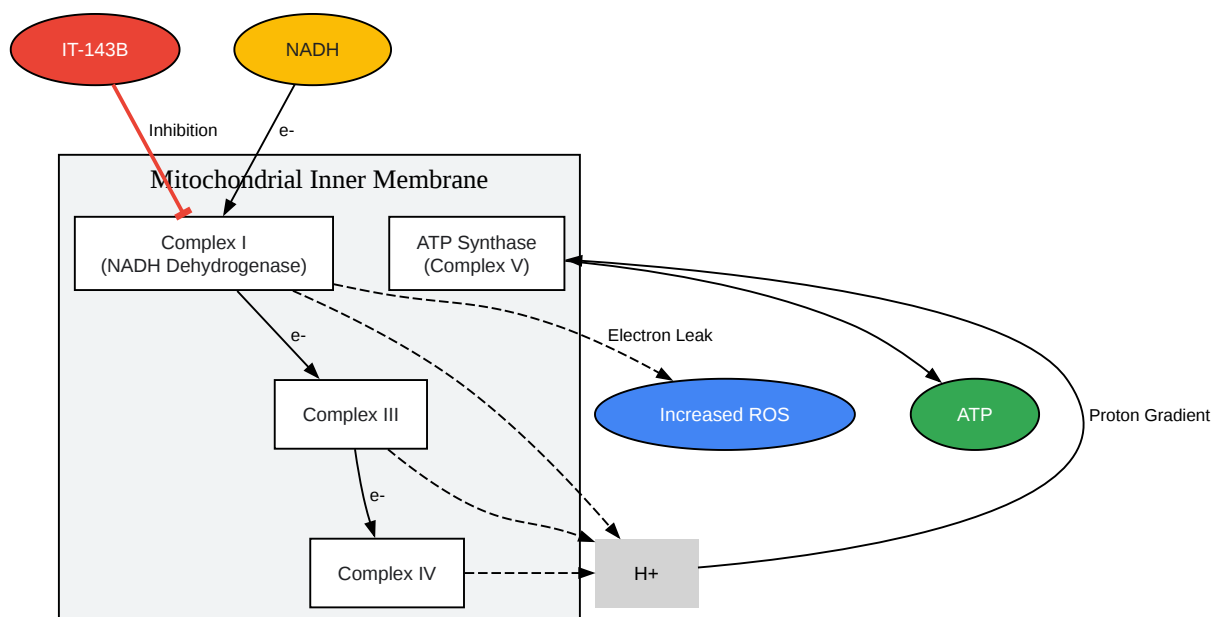 IT-143B
NADH
Inhibition
e-
Mitochondrial Inner Membrane
Complex I
(NADH Dehydrogenase)
ATP Synthase
(Complex V)
e-
Electron Leak
Complex III
Increased ROS
ATP
Proton Gradient
e-
Complex IV
H+